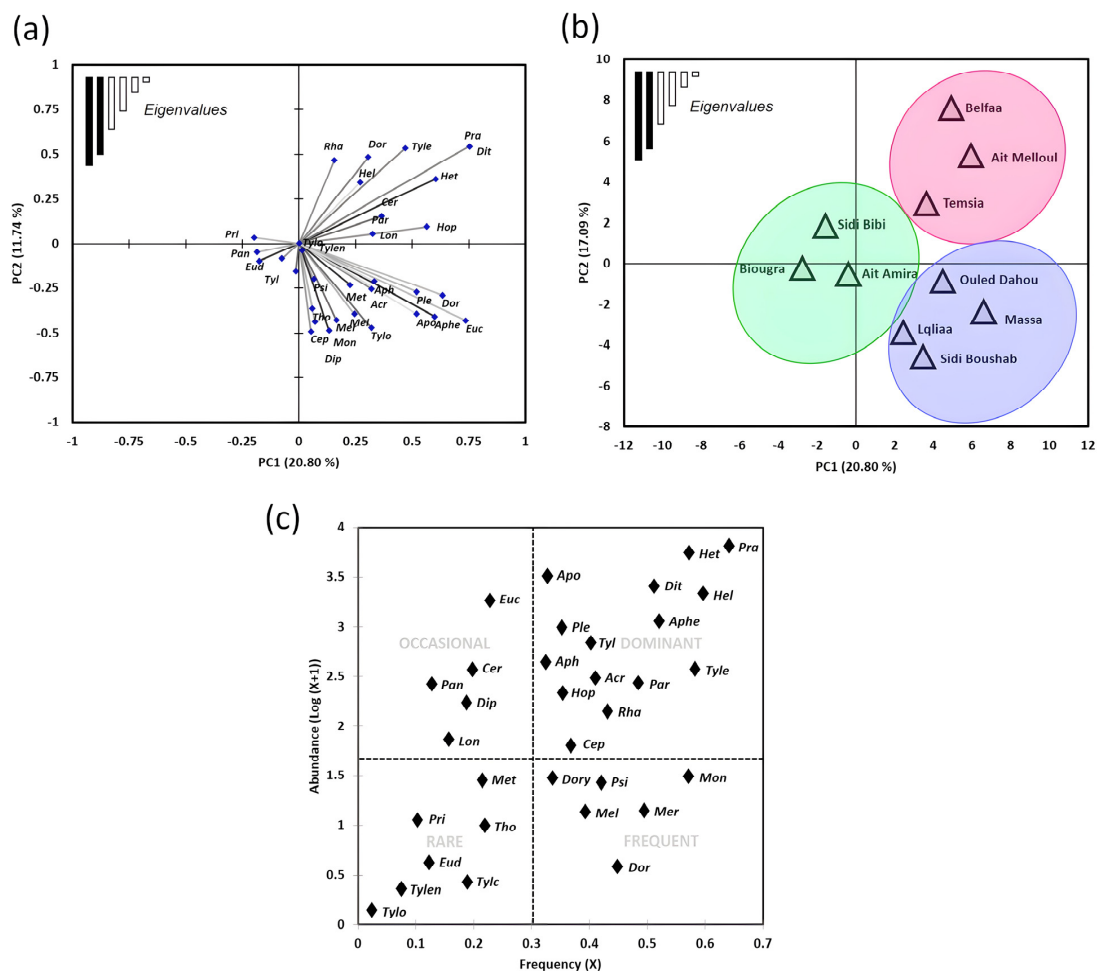 (a)
1
0.75
0.5
0.25
0
-0.25
-0.5
-0.75
-1
-1
-0.75
-0.5
-0.25
0
0.25
0.5
0.75
1
PC2 (11.74 %)
PC1 (20.80 %)
Eigenvalues
Rha
Dor
Tyle
Pra
Dit
Hel
Het
Cer
Par
Lon
Hop
Pri
Pan
Eud
Tyl
Tylen
Psi
Met
Aph
Acr
Ple
Dor
Tho
Mer
Mel
Apo
Aphe
Euc
Cep
Mon
Tylo
Dip
(b)
10
8
6
4
2
0
-2
-4
-6
-8
-12
-10
-8
-6
-4
-2
0
2
4
6
8
10
12
PC2 (17.09 %)
PC1 (20.80 %)
Eigenvalues
Belfaa
Ait Melloul
Temsia
Sidi Bibi
Biougra
Ait Amira
Ouled Dahou
Massa
Lqliaa
Sidi Boushab
(c)
4
3.5
3
2.5
2
1.5
1
0.5
0
0
0.1
0.2
0.3
0.4
0.5
0.6
0.7
Abundance (Log (X+1))
Frequency (X)
OCCASIONAL
DOMINANT
RARE
FREQUENT
Euc
Cer
Pan
Dip
Lon
Apo
Het
Pra
Dit
Hel
Ple
Aphe
Tyl
Aph
Acr
Par
Tyle
Hop
Rha
Cep
Met
Pri
Tho
Eud
Tylc
Tylen
Tylo
Dory
Psi
Mon
Mel
Mer
Dor